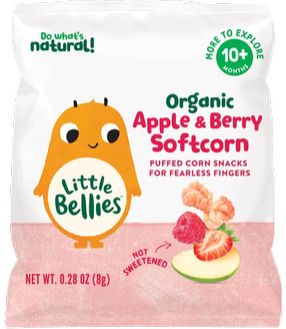 Do what's
natural!
MORE TO EXPLORE
10+
MONTHS
Organic
Apple & Berry
Softcorn
PUFFED CORN SNACKS
FOR FEARLESS FINGERS
Little
Bellies
NOT
SWEETENED
NET WT. 0.28 OZ (8g)